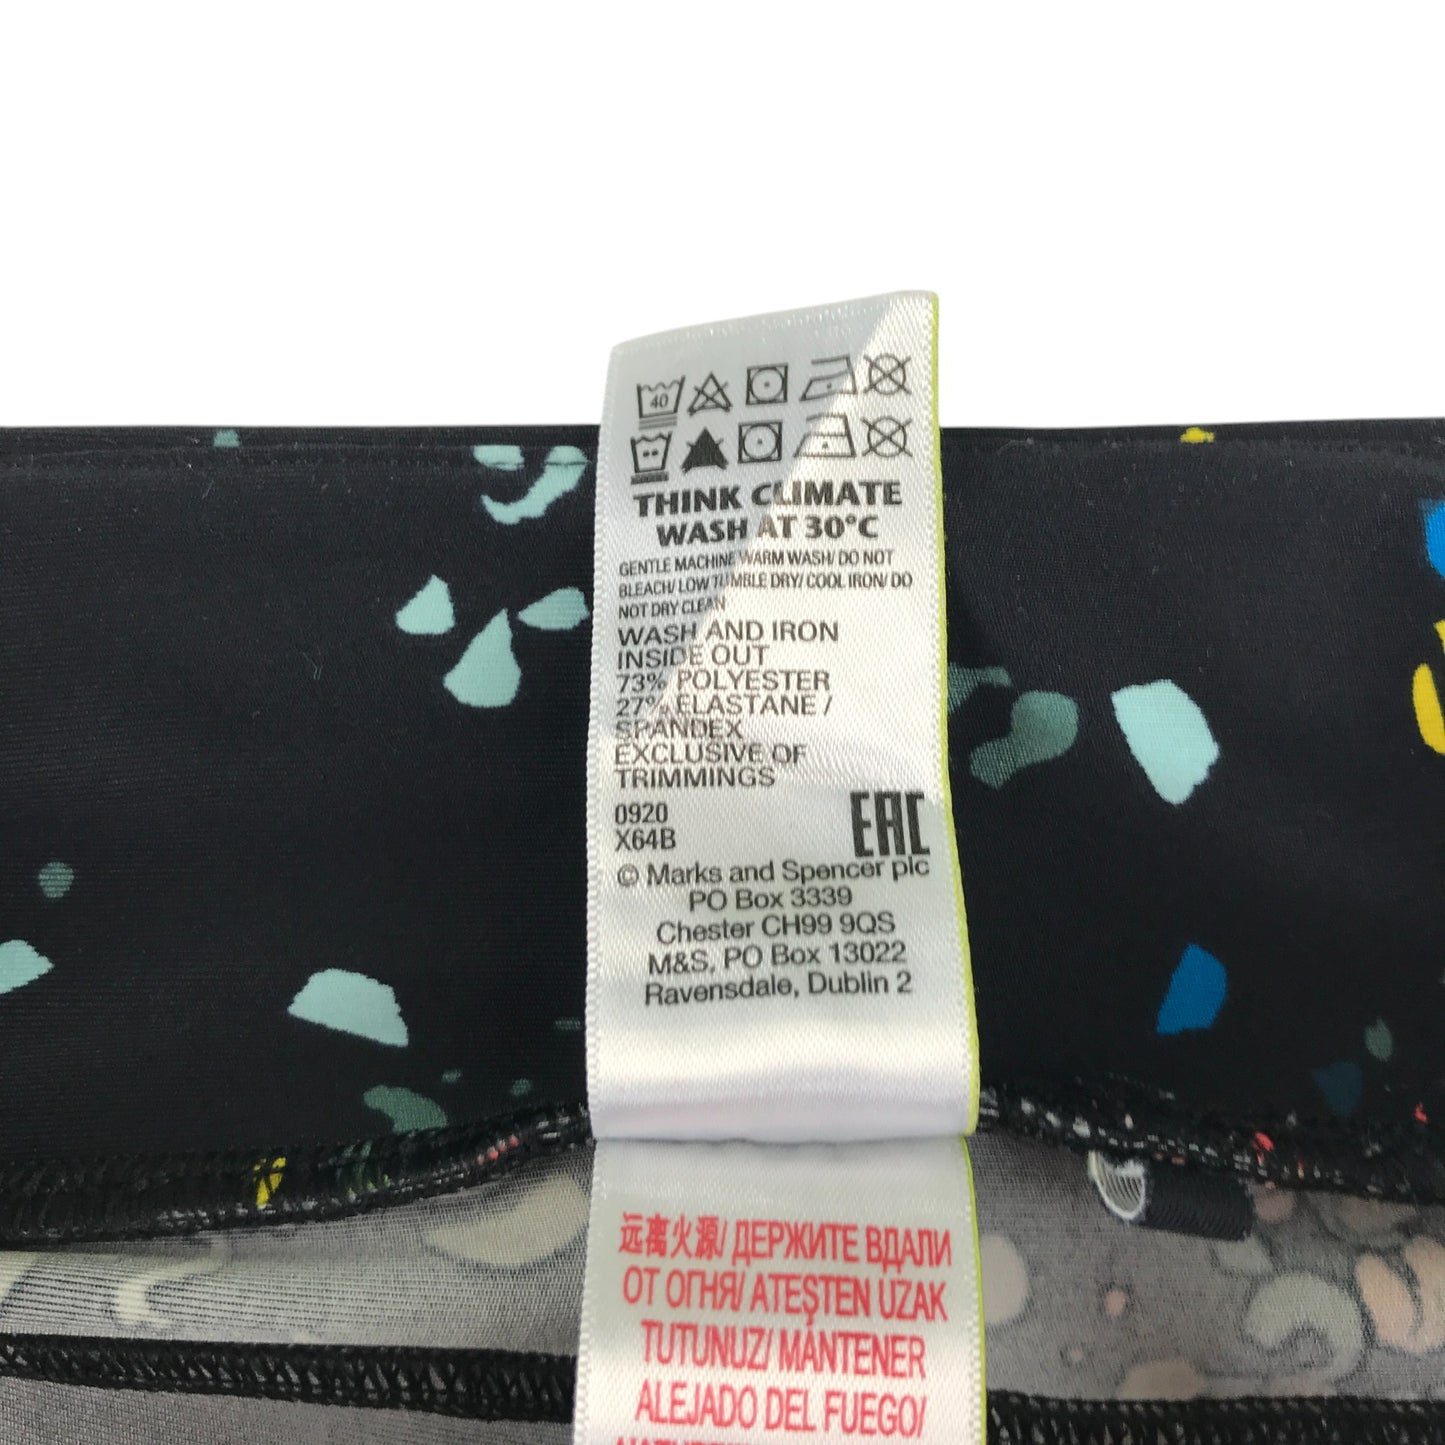 40
THINK CLIMATE
WASH AT 30°C
GENTLE MACHINE WARM WASH/ DO NOT
BLEACH/ LOW TUMBLE DRY/ COOL IRON/ DO
NOT DRY CLEAN
WASH AND IRON
INSIDE OUT
73% POLYESTER
27% ELASTANE /
SPANDEX
EXCLUSIVE OF
TRIMMINGS
0920
X64B
EAC
© Marks and Spencer plc
PO Box 3339
Chester CH99 9QS
M&S, PO Box 13022
Ravensdale, Dublin 2
远离火源/ ДЕРЖИТЕ ВДАЛИ
ОТ ОГНЯ/ ATEŞTEN UZAK
TUTUNUZ/ MANTENER
ALEJADO DEL FUEGO/